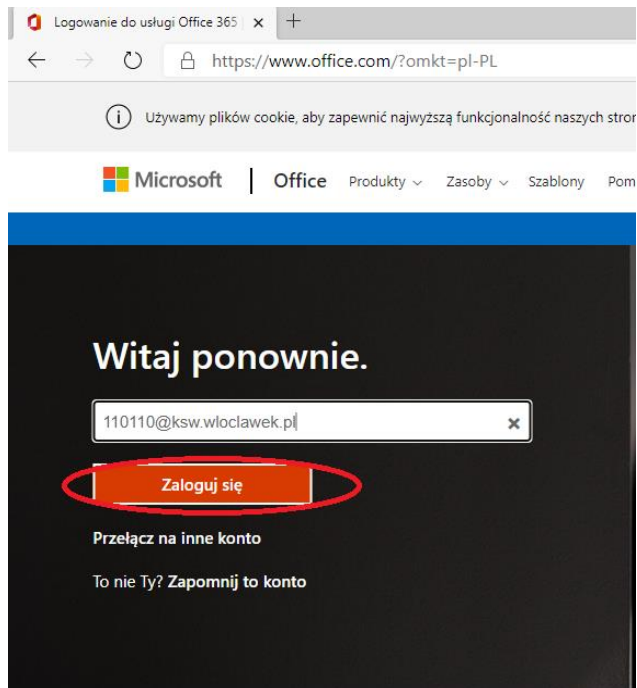 Logowanie do usługi Office 365
https://www.office.com/?omkt=pl-PL
Używamy plików cookie, aby zapewnić najwyższą funkcjonalność naszych
Microsoft Office Produkty Zasoby Szablony
Witaj ponownie.
110110@ksw.wloclawek.pl
Zaloguj się
Przełącz na inne konto
To nie Ty? Zapomnij to konto